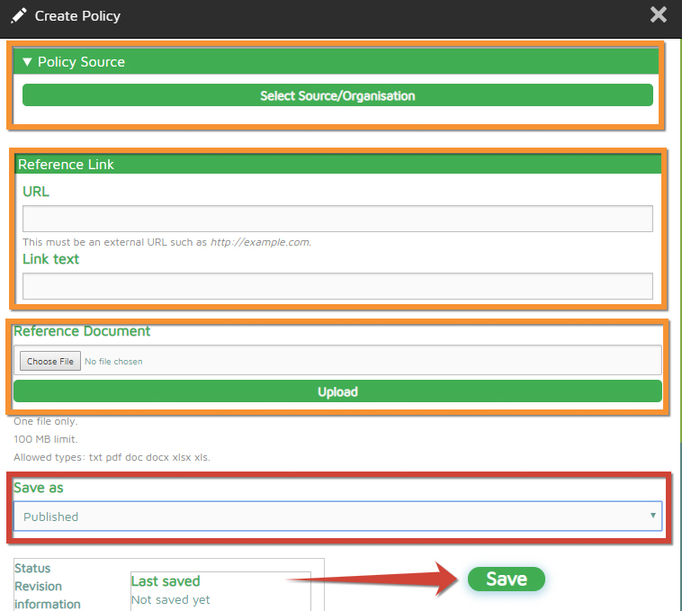 Create Policy
▼ Policy Source
Select Source/Organisation
Reference Link
URL
This must be an external URL such as http://example.com.
Link text
Reference Document
Choose File No file chosen
Upload
One file only.
100 MB limit.
Allowed types: txt pdf doc docx xlsx xls.
Save as
Published
Status
Revision
information
Last saved
Not saved yet
Save